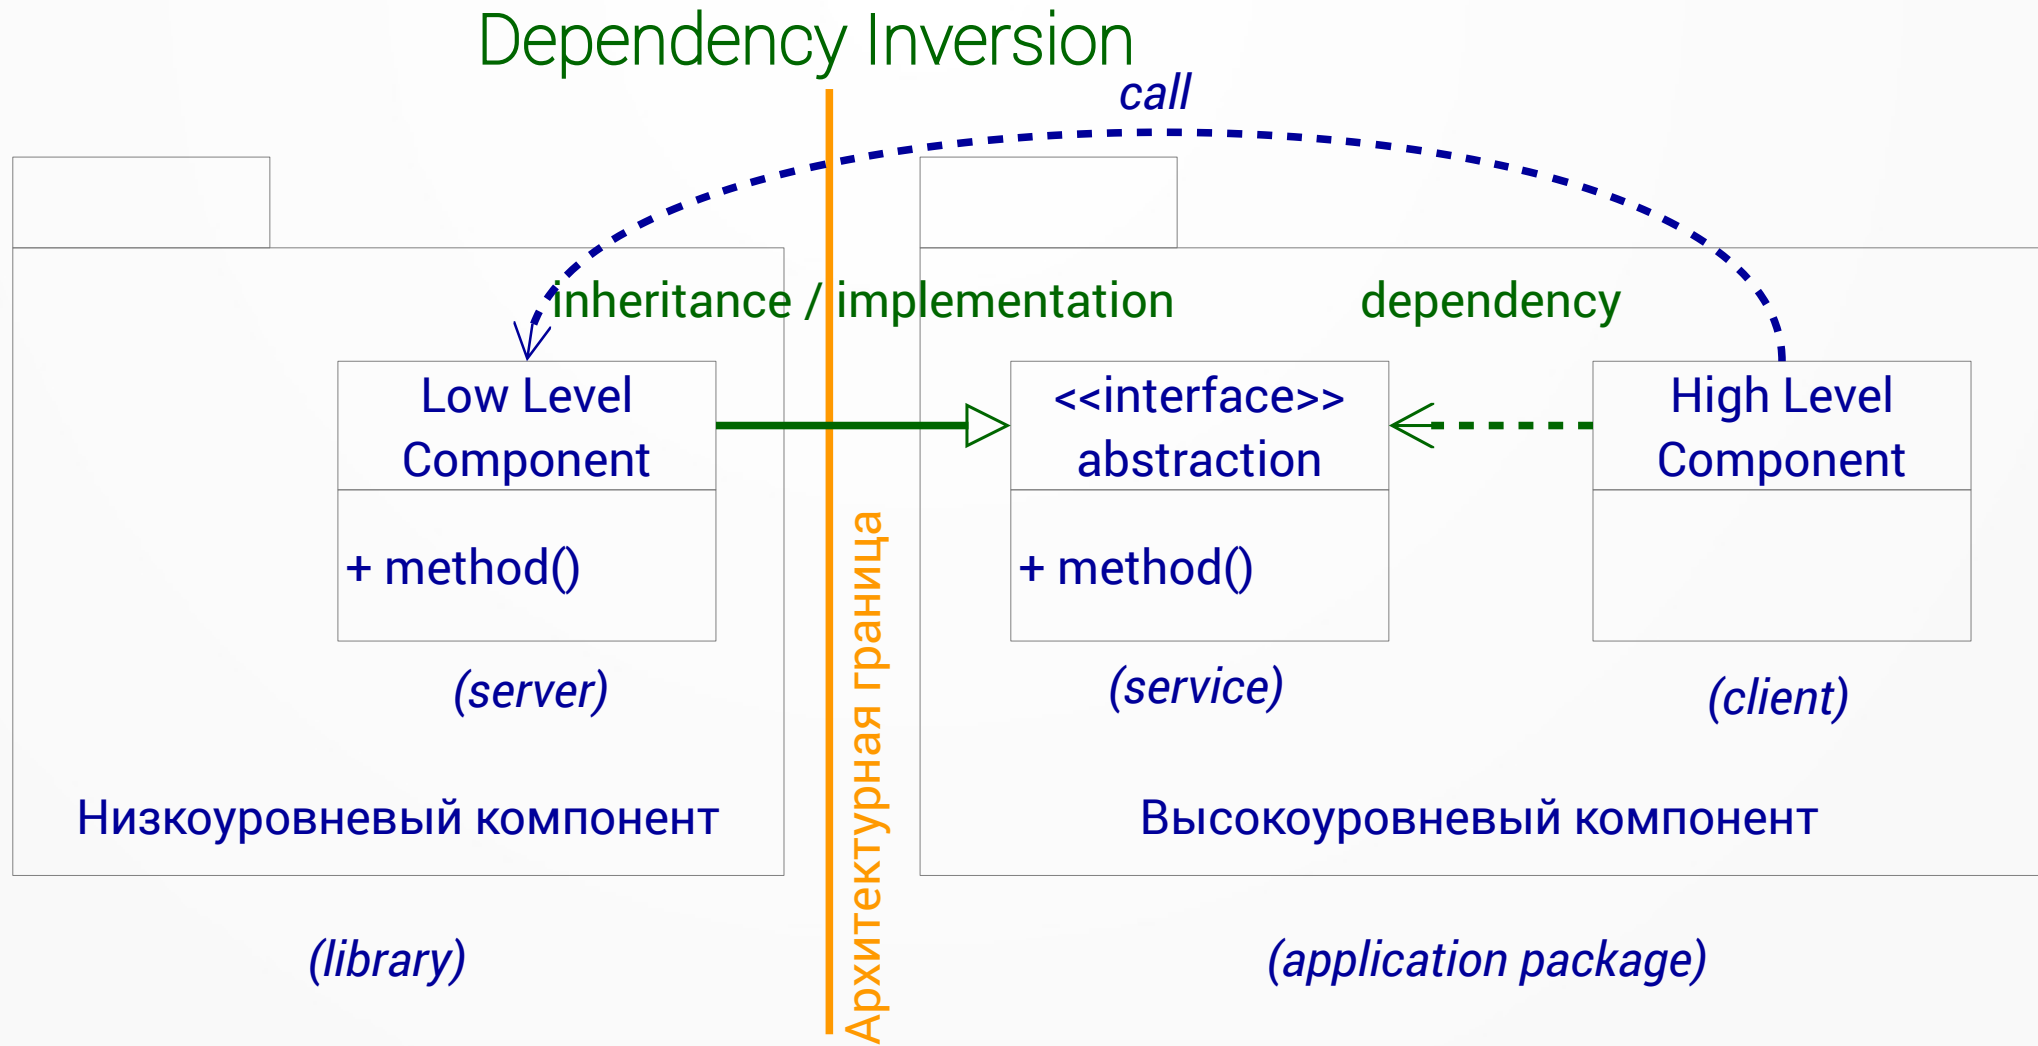 Dependency Inversion
call
inheritance / implementation
dependency
Low Level
Component
+ method()
(server)
<<interface>>
abstraction
+ method()
(service)
High Level
Component
(client)
Архитектурная граница
Низкоуровневый компонент
Высокоуровневый компонент
(library)
(application package)